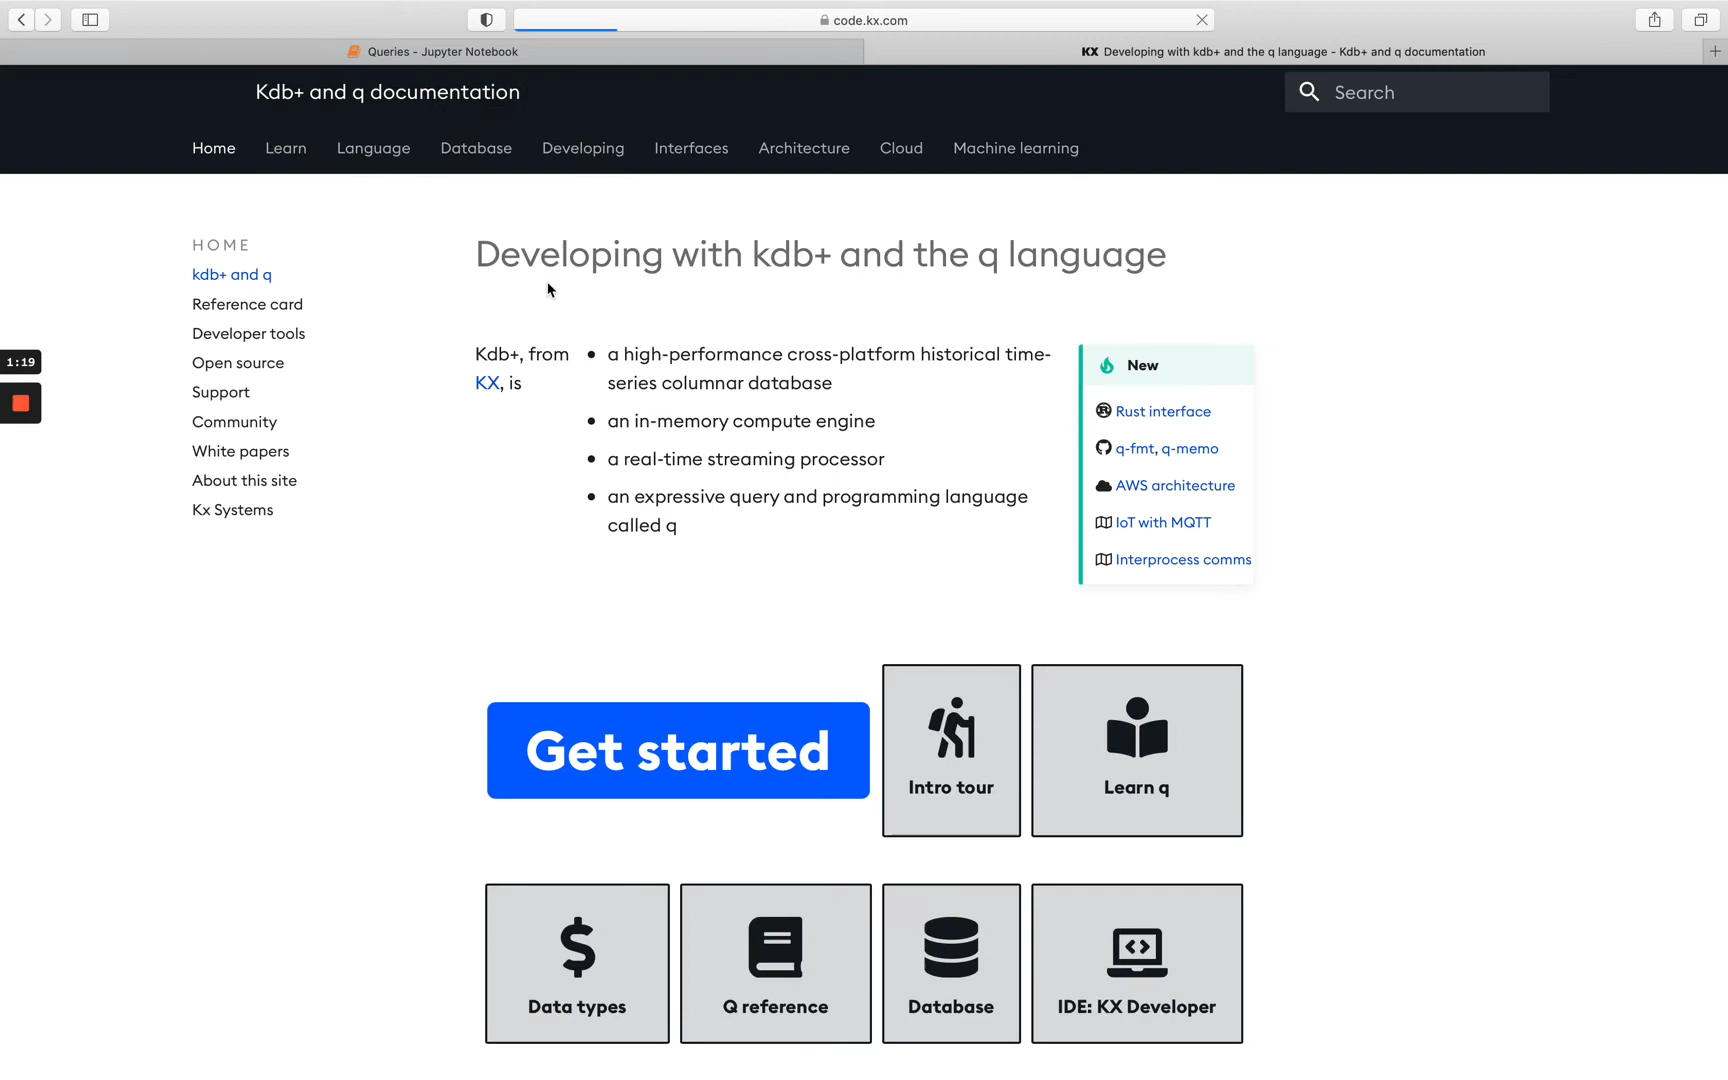 code.kx.com
Queries - Jupyter Notebook
KX Developing with kdb+ and the q language - Kdb+ and q documentation
Kdb+ and q documentation
Search
Home Learn Language Database Developing Interfaces Architecture Cloud Machine learning
HOME
kdb+ and q
Reference card
Developer tools
Open source
Support
Community
White papers
About this site
Kx Systems
1:19
Developing with kdb+ and the q language
Kdb+, from
KX, is
a high-performance cross-platform historical time-
series columnar database
an in-memory compute engine
a real-time streaming processor
an expressive query and programming language
called q
New
Rust interface
q-fmt, q-memo
AWS architecture
IoT with MQTT
Interprocess comms
Get started
Intro tour
Learn q
Data types
Q reference
Database
IDE: KX Developer